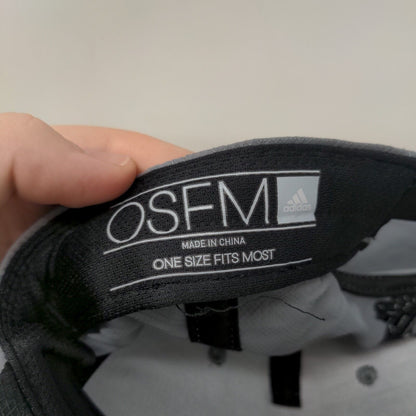 OSFM
adidas
MADE IN CHINA
ONE SIZE FITS MOST